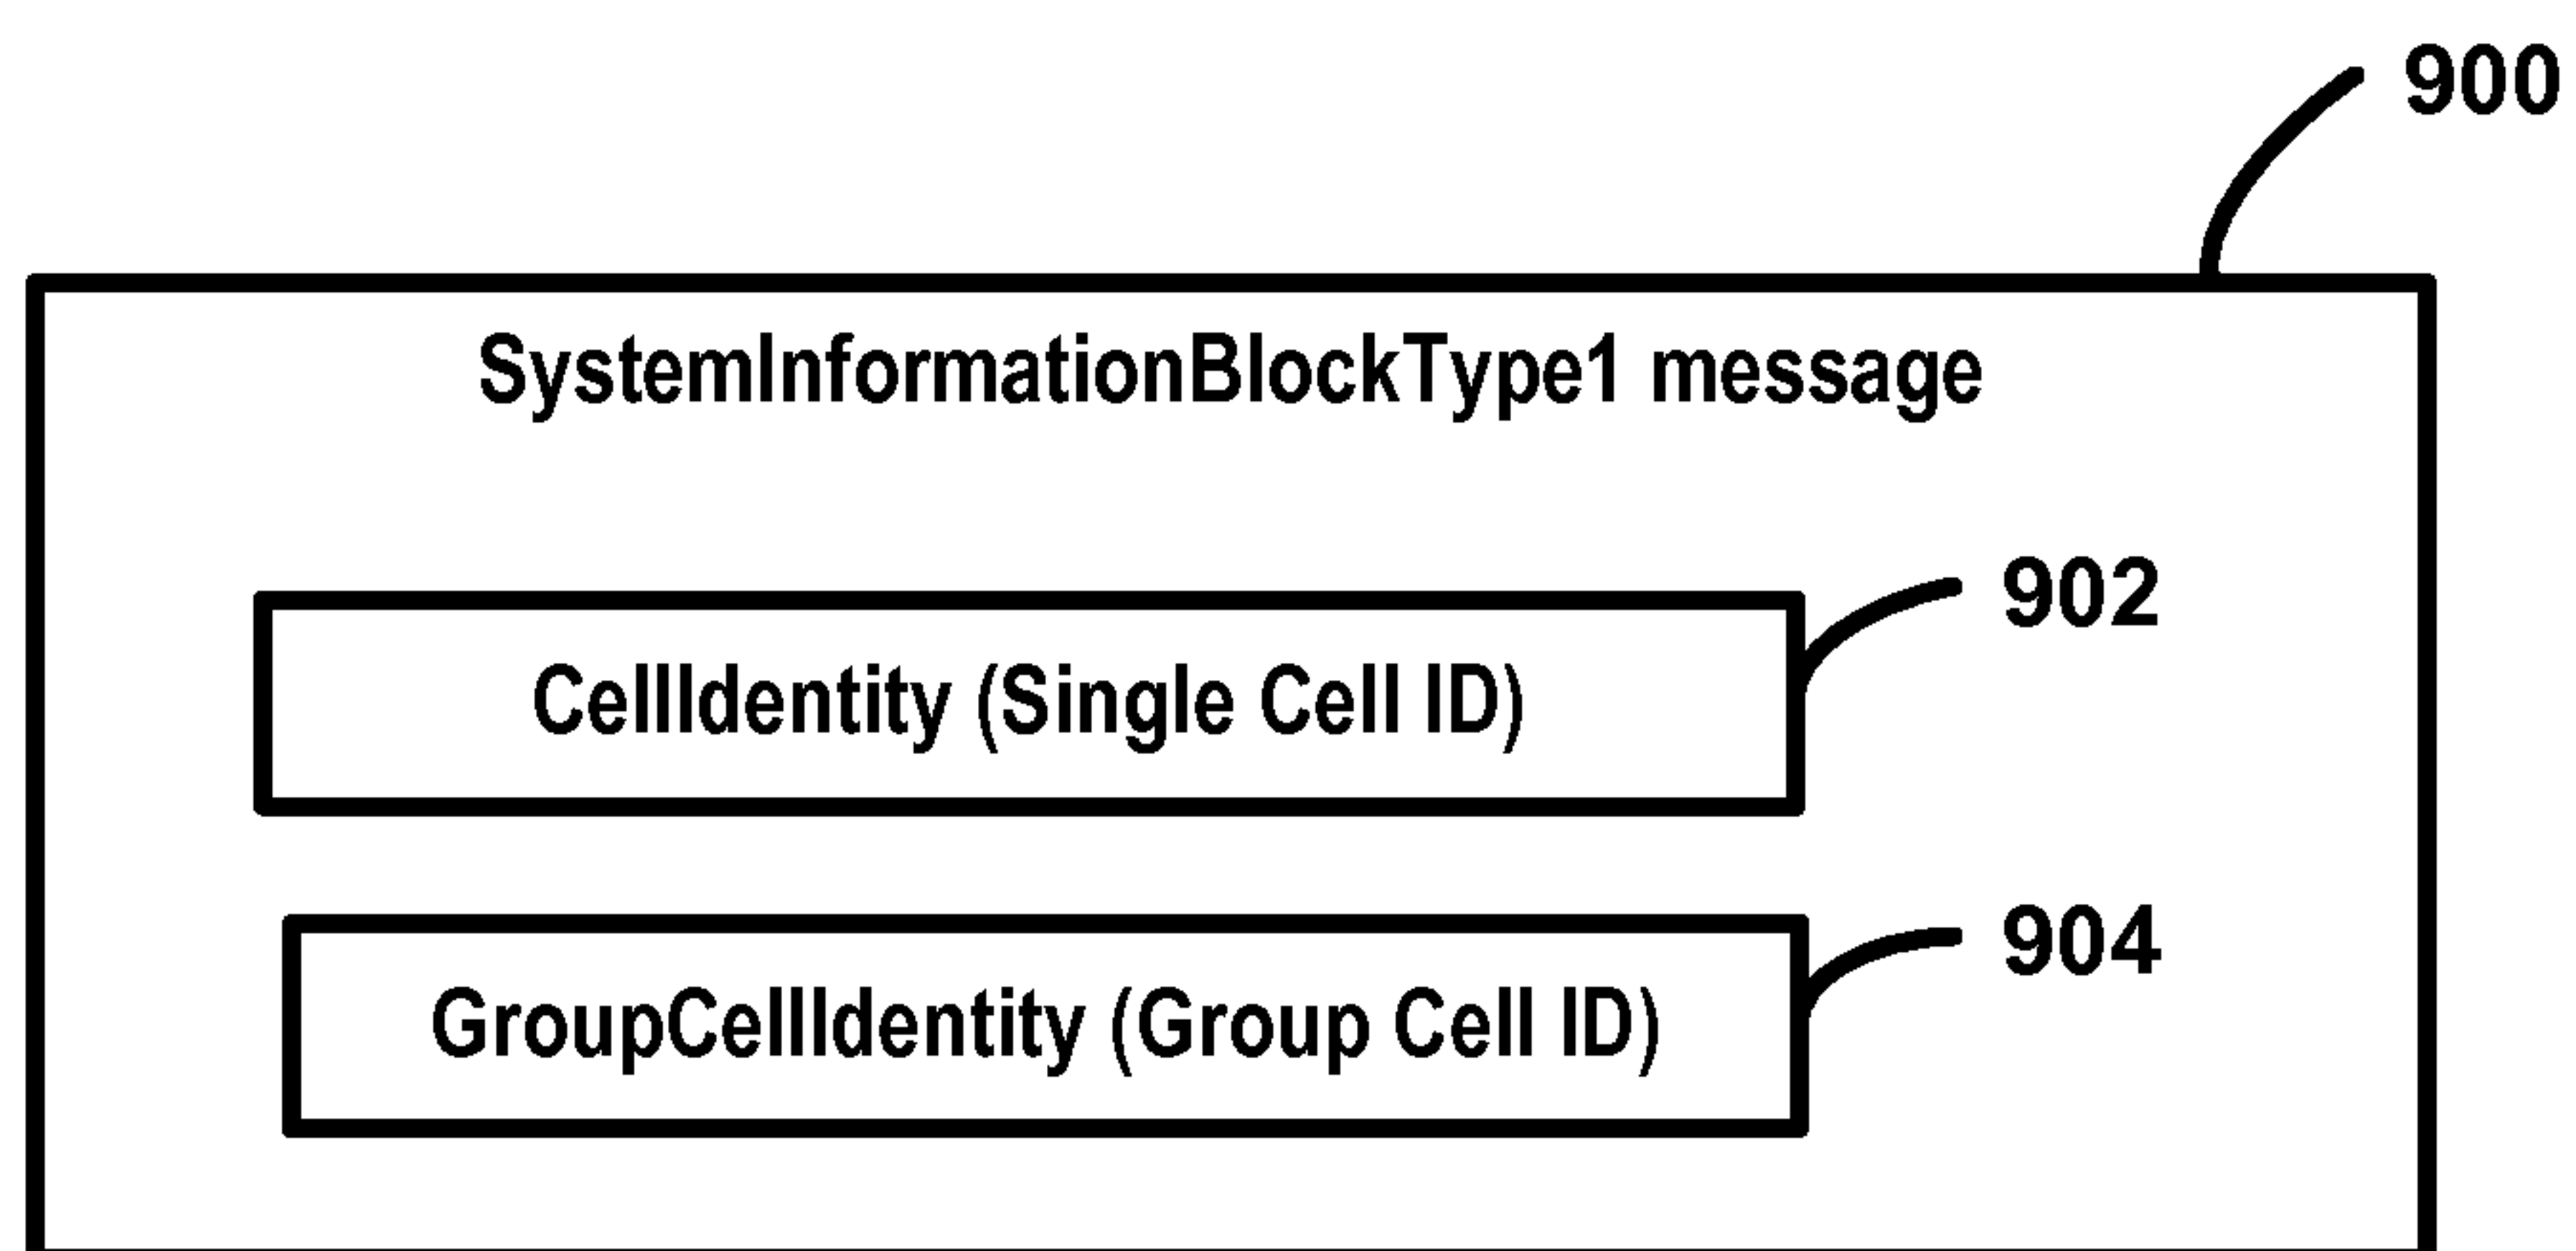 900
SystemInformationBlockType1 message
902
CellIdentity (Single Cell ID)
904
GroupCellIdentity (Group Cell ID)